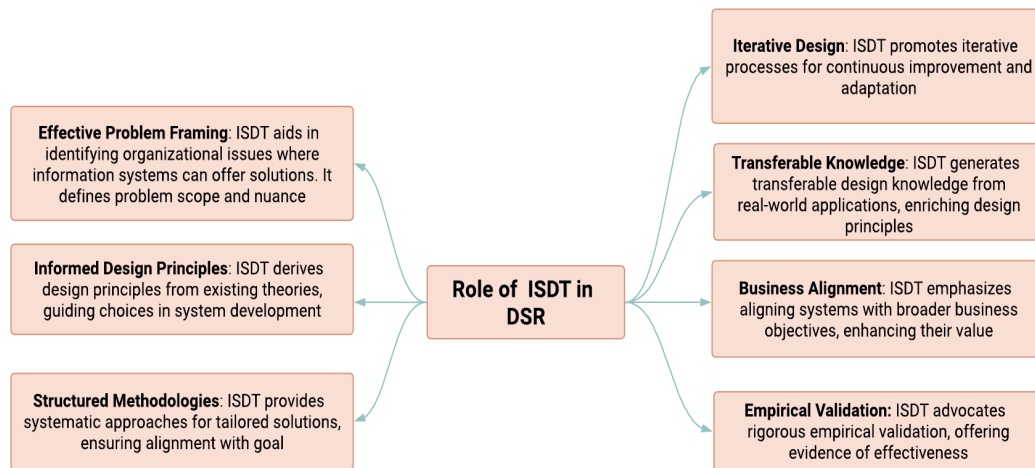 Effective Problem Framing: ISDT aids in
identifying organizational issues where
information systems can offer solutions. It
defines problem scope and nuance
Informed Design Principles: ISDT derives
design principles from existing theories,
guiding choices in system development
Structured Methodologies: ISDT provides
systematic approaches for tailored solutions,
ensuring alignment with goal
Role of ISDT in
DSR
Iterative Design: ISDT promotes iterative
processes for continuous improvement and
adaptation
Transferable Knowledge: ISDT generates
transferable design knowledge from
real-world applications, enriching design
principles
Business Alignment: ISDT emphasizes
aligning systems with broader business
objectives, enhancing their value
Empirical Validation: ISDT advocates
rigorous empirical validation, offering
evidence of effectiveness